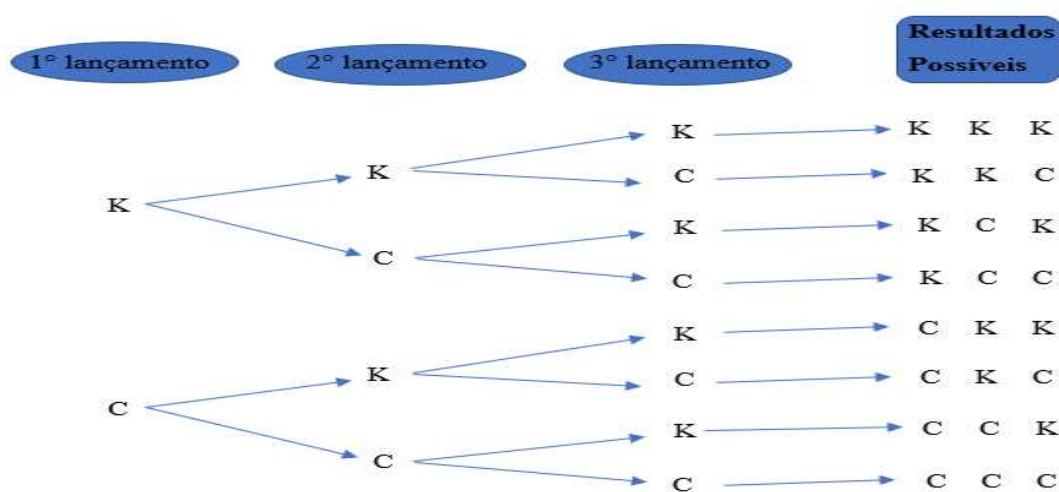 1° lançamento 2° lançamento 3° lançamento Resultados
Possíveis
K K K K
K C K K C
K K K C K
C C K C C
K C K K
K C C K C
C K C C K
C C C C C